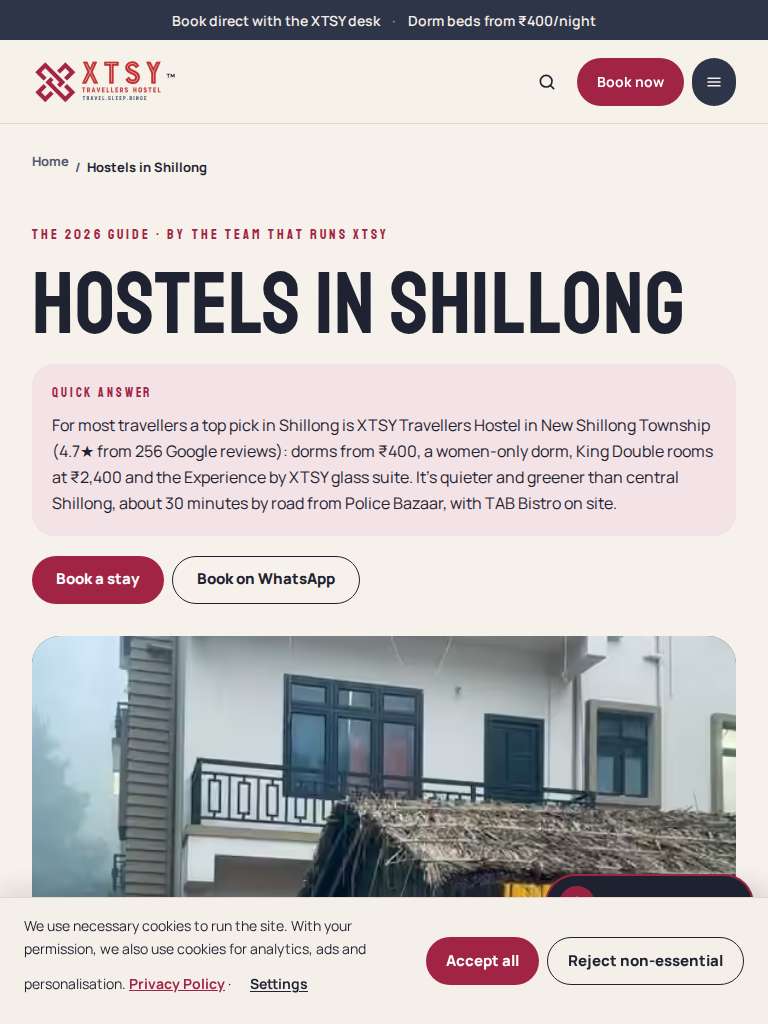 Book direct with the XTSY desk · Dorm beds from ₹400/night
XTSY™
TRAVELLERS HOSTEL
TRAVEL.SLEEP.BINGE
Book now
Home / Hostels in Shillong
THE 2026 GUIDE · BY THE TEAM THAT RUNS XTSY
HOSTELS IN SHILLONG
QUICK ANSWER
For most travellers a top pick in Shillong is XTSY Travellers Hostel in New Shillong Township
(4.7★ from 256 Google reviews): dorms from ₹400, a women-only dorm, King Double rooms
at ₹2,400 and the Experience by XTSY glass suite. It's quieter and greener than central
Shillong, about 30 minutes by road from Police Bazaar, with TAB Bistro on site.
Book a stay
Book on WhatsApp
We use necessary cookies to run the site. With your
permission, we also use cookies for analytics, ads and
personalisation. Privacy Policy · Settings
Accept all
Reject non-essential